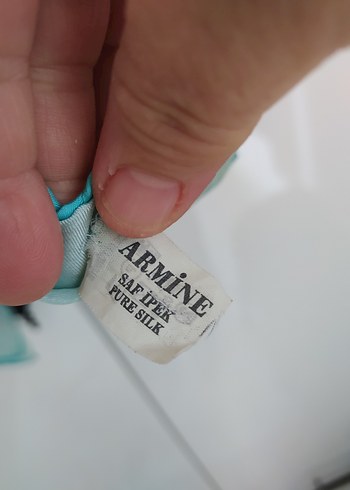 ARMİNE
SAF İPEK
PURE SILK